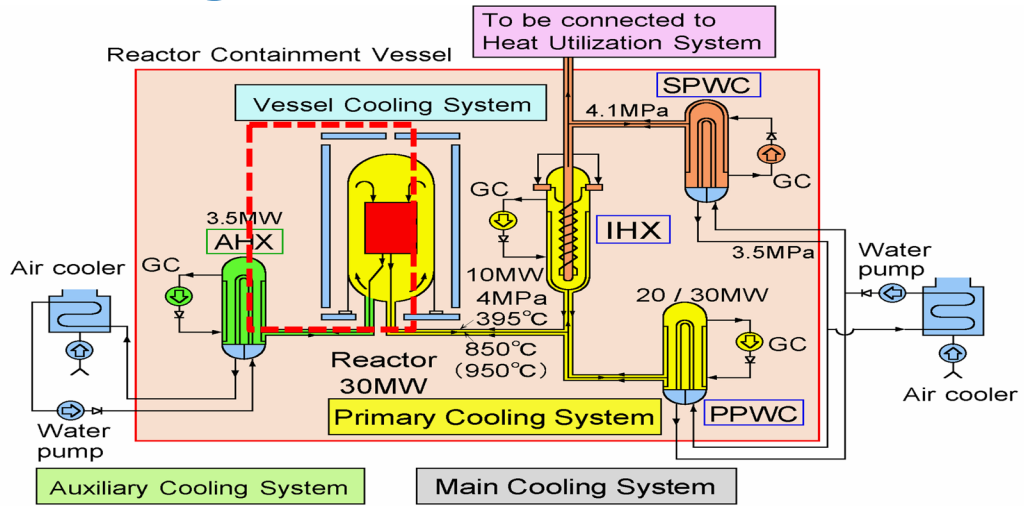 To be connected to
Heat Utilization System
Reactor Containment Vessel
SPWC
Vessel Cooling System
4.1MPa
GC
GC
3.5MW
AHX
IHX
3.5MPa
Water
pump
Air cooler
GC
10MW
20 / 30MW
4MPa
395℃
850℃
(950℃)
GC
Reactor
30MW
Air cooler
Primary Cooling System
PPWC
Water
pump
Auxiliary Cooling System
Main Cooling System